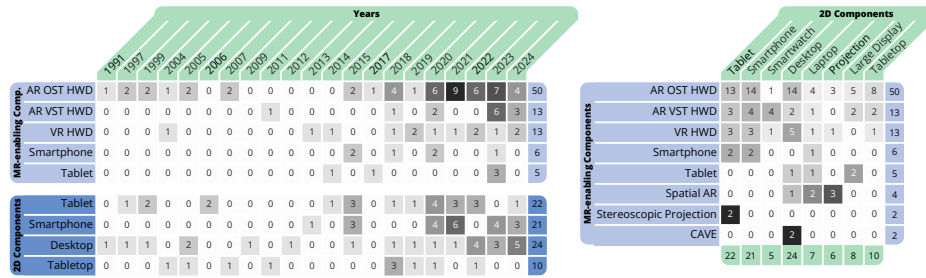 Years
1991 1997 1999 2004 2005 2006 2007 2009 2011 2012 2013 2014 2015 2017 2018 2019 2020 2021 2022 2023 2024
MR-enabling Comp.
AR OST HWD 1 2 2 1 2 0 2 0 0 0 0 0 2 1 4 1 6 9 6 7 4 50
AR VST HWD 0 0 0 0 0 0 0 0 1 0 0 0 0 0 1 0 2 0 0 6 3 13
VR HWD 0 0 0 1 0 0 0 0 0 0 1 1 0 0 1 2 1 1 2 1 2 13
Smartphone 0 0 0 0 0 0 0 0 0 0 0 0 2 0 1 0 2 0 0 1 0 6
Tablet 0 0 0 0 0 0 0 0 0 0 0 1 0 1 0 0 0 0 0 3 0 5
2D Components
Tablet 0 1 2 0 0 2 0 0 0 0 0 1 3 0 1 1 4 3 3 0 1 22
Smartphone 0 0 0 0 0 0 0 0 0 0 1 0 3 0 0 0 4 6 0 4 3 21
Desktop 1 1 1 0 2 0 0 1 0 1 0 0 1 0 1 1 1 1 4 3 5 24
Tabletop 0 0 0 1 1 0 1 0 1 0 0 0 0 0 3 1 1 0 0 1 0 10
2D Components
Tablet Smartphone Smartwatch Desktop Laptop Projection Large Display Tabletop
MR-enabling Components
AR OST HWD 13 14 1 14 4 3 5 8 50
AR VST HWD 3 4 4 2 1 0 2 2 13
VR HWD 3 3 1 5 1 1 0 1 13
Smartphone 2 2 0 0 1 0 0 0 6
Tablet 0 0 0 1 1 0 2 0 5
Spatial AR 0 0 0 1 2 3 0 0 4
Stereoscopic Projection 2 0 0 0 0 0 0 0 2
CAVE 0 0 0 2 0 0 0 0 2
22 21 5 24 7 6 8 10